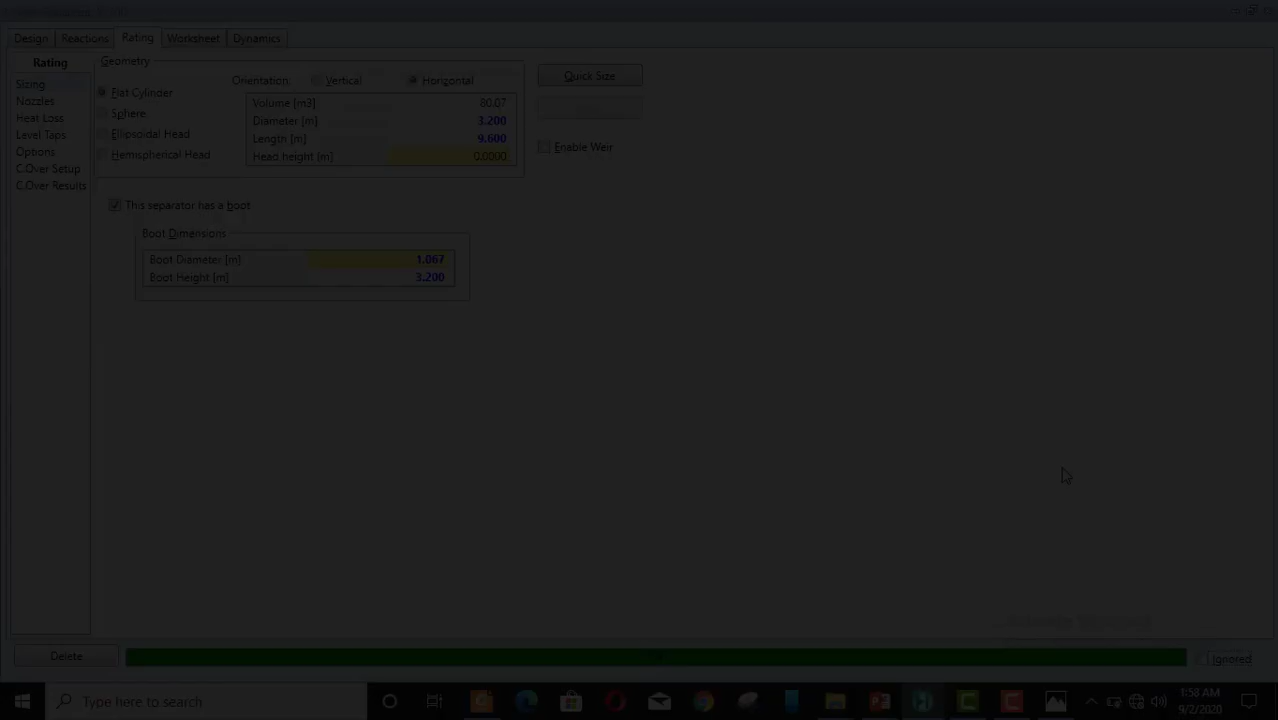 Design Reactions Rating Worksheet Dynamics
Rating
Sizing
Nozzles
Heat Loss
Level Taps
Options
C.Over Setup
C.Over Results
Geometry
Flat Cylinder
Sphere
Ellipsoidal Head
Hemispherical Head
Orientation: Vertical Horizontal
Volume [m3] 80.07
Diameter [m] 3.200
Length [m] 9.600
Head height [m] 0.0000
Quick Size
Enable Weir
This separator has a boot
Boot Dimensions
Boot Diameter [m] 1.067
Boot Height [m] 3.200
Delete
Ignored
Type here to search
1:58 AM
9/2/2020